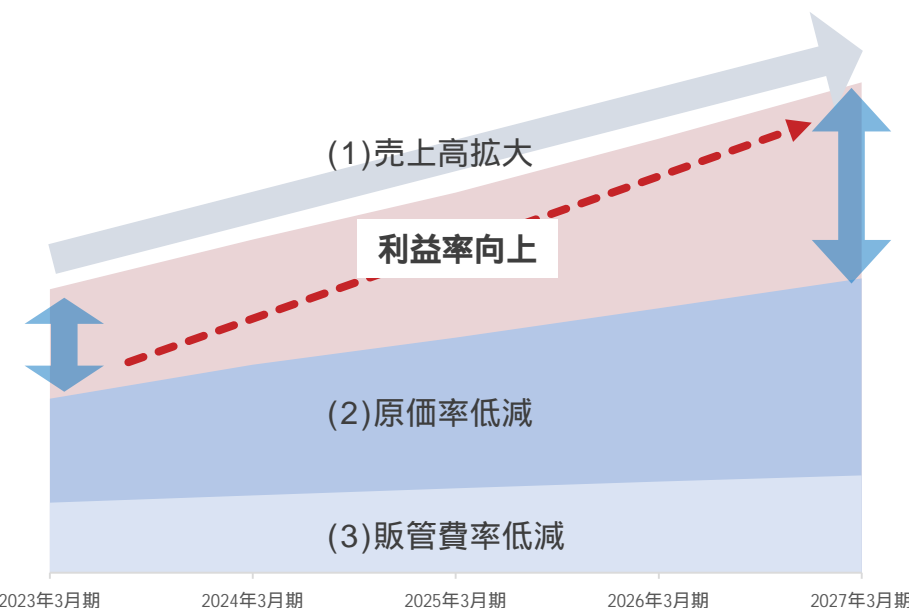 (1)売上高拡大
利益率向上
(2)原価率低減
(3)販管費率低減
2023年3月期
2024年3月期
2025年3月期
2026年3月期
2027年3月期